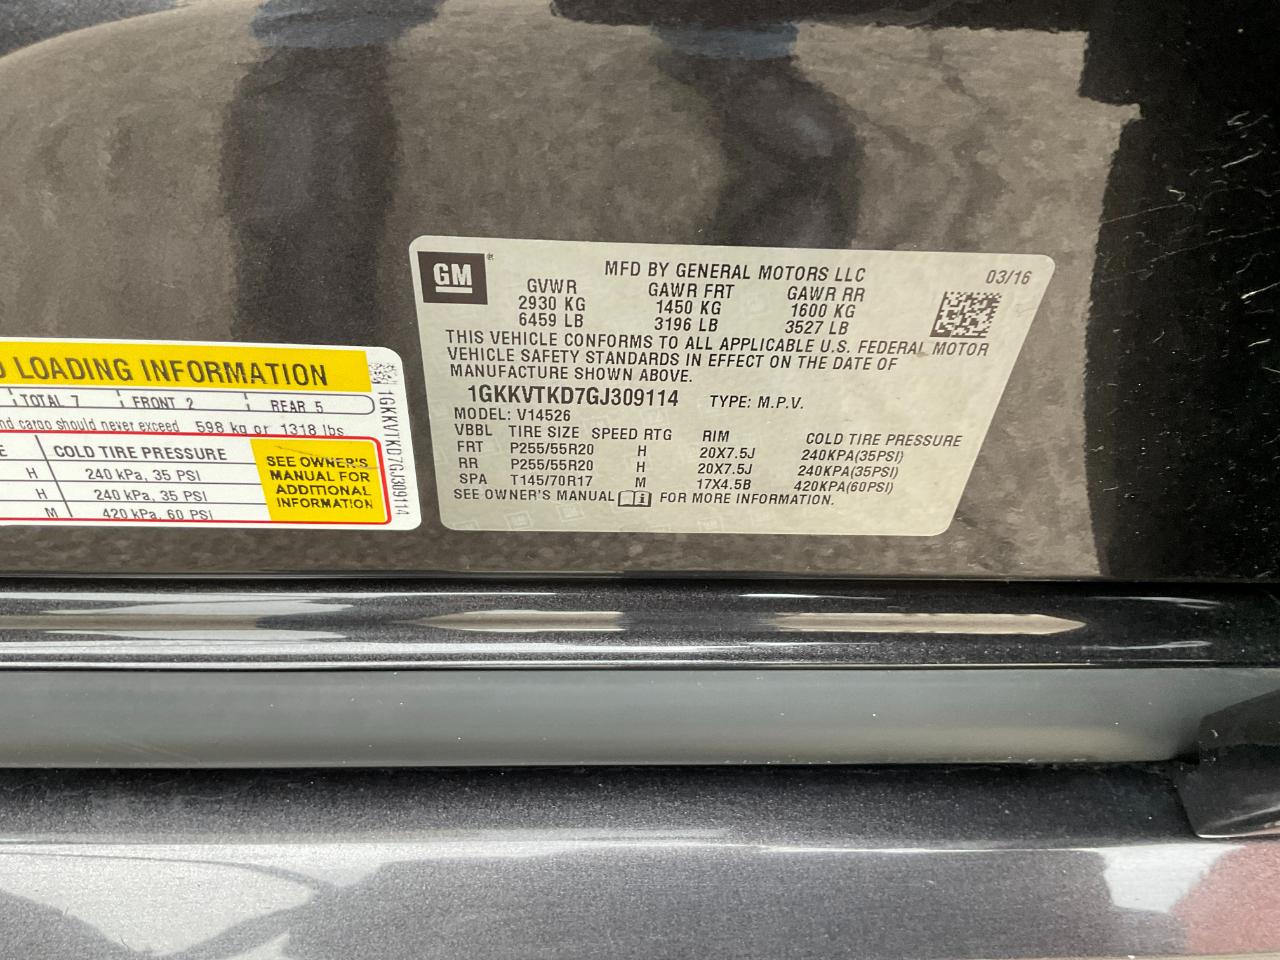 LOADING INFORMATION
TOTAL 7 FRONT 2 REAR 5
cargo should never exceed 598 kg or 1318 lbs
COLD TIRE PRESSURE
H 240 kPa, 35 PSI
H 240 kPa, 35 PSI
M 420 kPa, 60 PSI
SEE OWNER'S
MANUAL FOR
ADDITIONAL
INFORMATION
1GKKVTKD7GJ309114
GM
MFD BY GENERAL MOTORS LLC 03/16
GVWR GAWR FRT GAWR RR
2930 KG 1450 KG 1600 KG
6459 LB 3196 LB 3527 LB
THIS VEHICLE CONFORMS TO ALL APPLICABLE U.S. FEDERAL MOTOR
VEHICLE SAFETY STANDARDS IN EFFECT ON THE DATE OF
MANUFACTURE SHOWN ABOVE.
1GKKVTKD7GJ309114 TYPE: M.P.V.
MODEL: V14526
VBBL TIRE SIZE SPEED RTG RIM COLD TIRE PRESSURE
FRT P255/55R20 H 20X7.5J 240KPA(35PSI)
RR P255/55R20 H 20X7.5J 240KPA(35PSI)
SPA T145/70R17 M 17X4.5B 420KPA(60PSI)
SEE OWNER'S MANUAL FOR MORE INFORMATION.